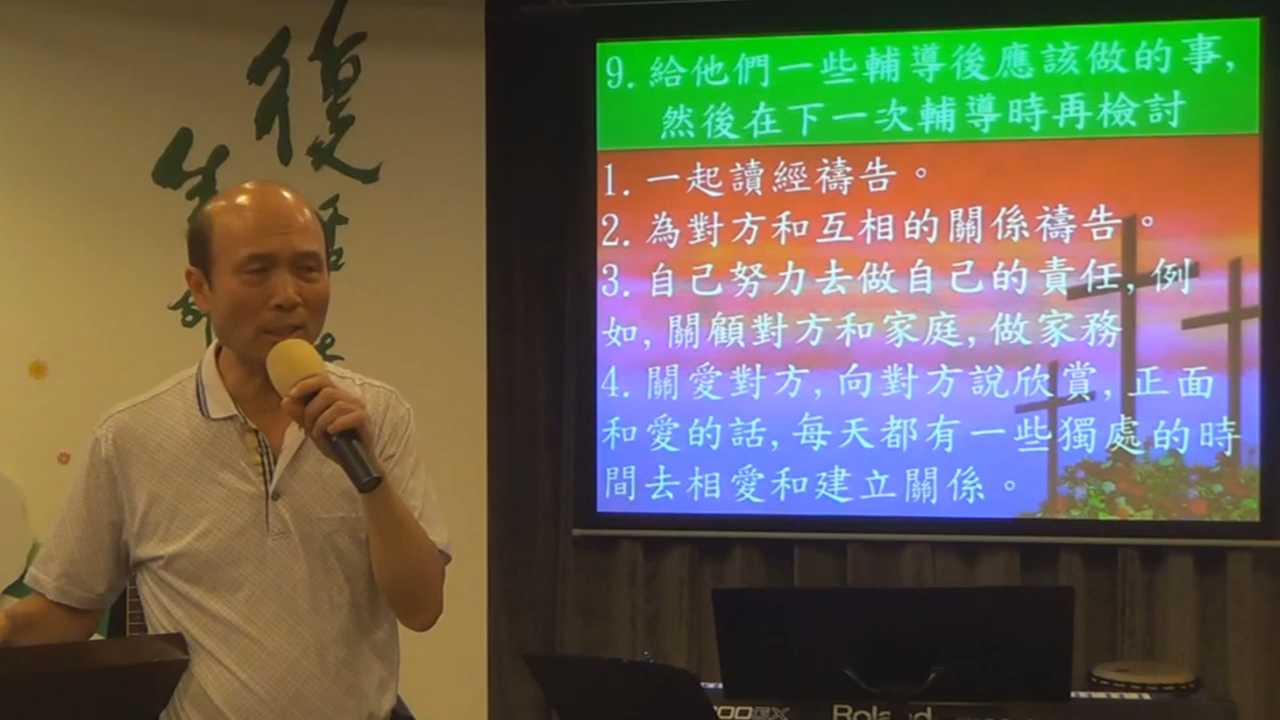 復
生活
9. 給他們一些輔導後應該做的事,
然後在下一次輔導時再檢討
1. 一起讀經禱告。
2. 為對方和互相的關係禱告。
3. 自己努力去做自己的責任, 例
如, 關顧對方和家庭, 做家務
4. 關愛對方, 向對方說欣賞, 正面
和愛的話, 每天都有一些獨處的時
間去相愛和建立關係。
Roland